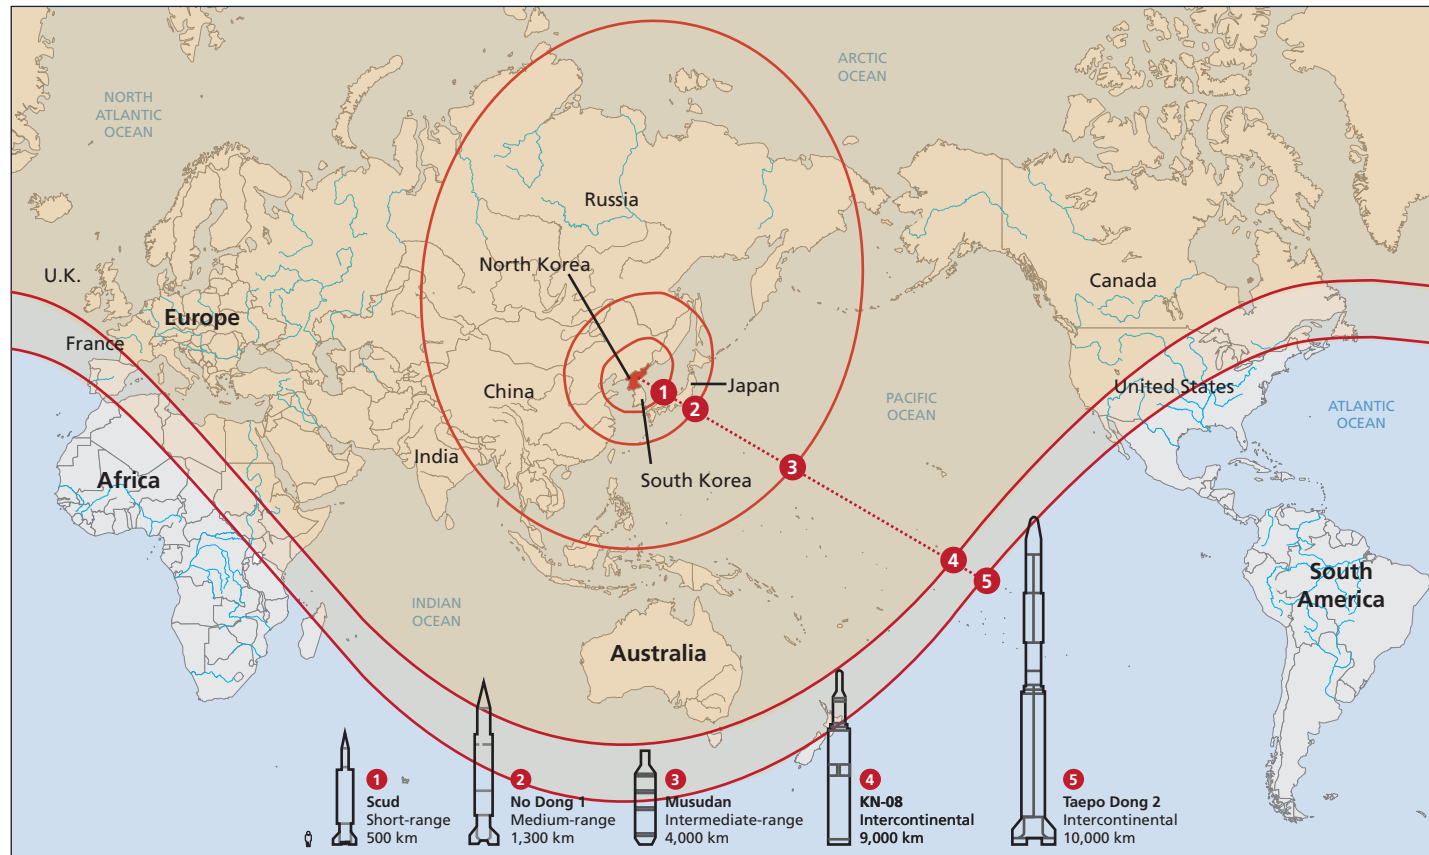 ARCTIC
OCEAN
NORTH
ATLANTIC
OCEAN
Russia
North Korea
U.K.
Canada
Europe
France
China
Japan
United States
PACIFIC
OCEAN
ATLANTIC
OCEAN
India
South Korea
Africa
1
2
3
4
5
INDIAN
OCEAN
South
America
Australia
1
Scud
Short-range
500 km
2
No Dong 1
Medium-range
1,300 km
3
Musudan
Intermediate-range
4,000 km
4
KN-08
Intercontinental
9,000 km
5
Taepo Dong 2
Intercontinental
10,000 km